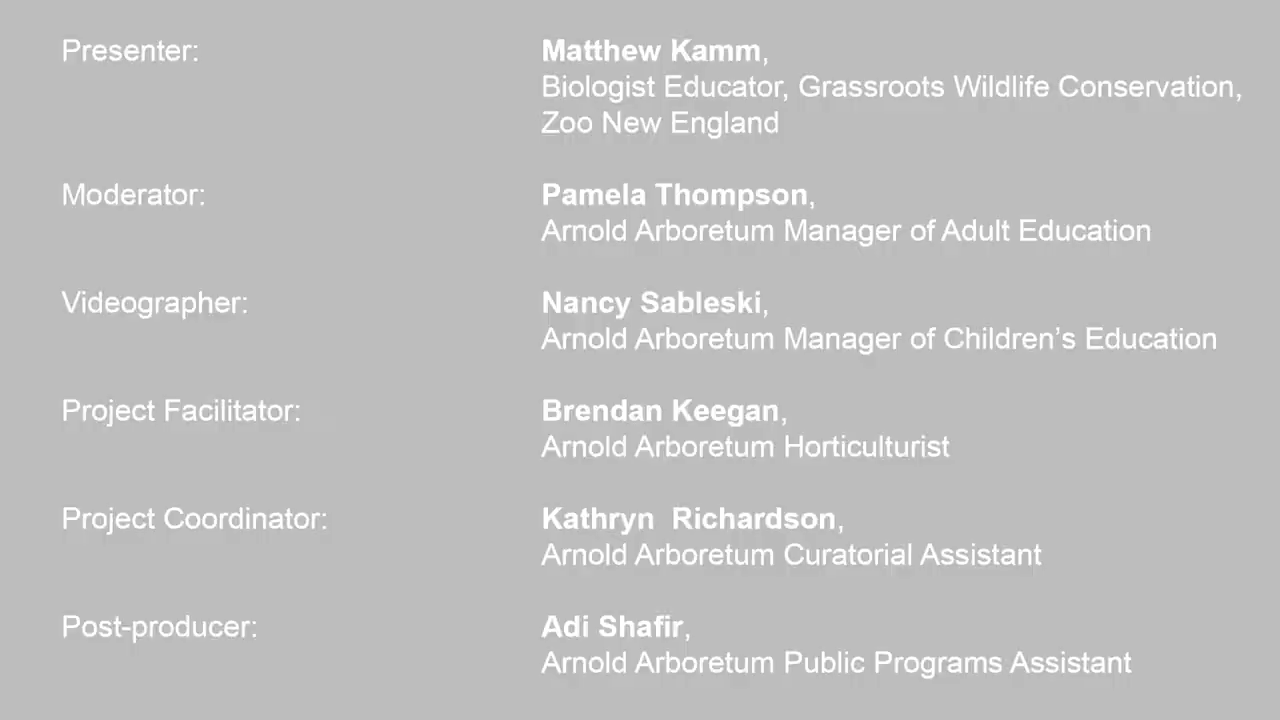 Presenter: Matthew Kamm,
Biologist Educator, Grassroots Wildlife Conservation,
Zoo New England
Moderator: Pamela Thompson,
Arnold Arboretum Manager of Adult Education
Videographer: Nancy Sableski,
Arnold Arboretum Manager of Children’s Education
Project Facilitator: Brendan Keegan,
Arnold Arboretum Horticulturist
Project Coordinator: Kathryn  Richardson,
Arnold Arboretum Curatorial Assistant
Post-producer: Adi Shafir,
Arnold Arboretum Public Programs Assistant